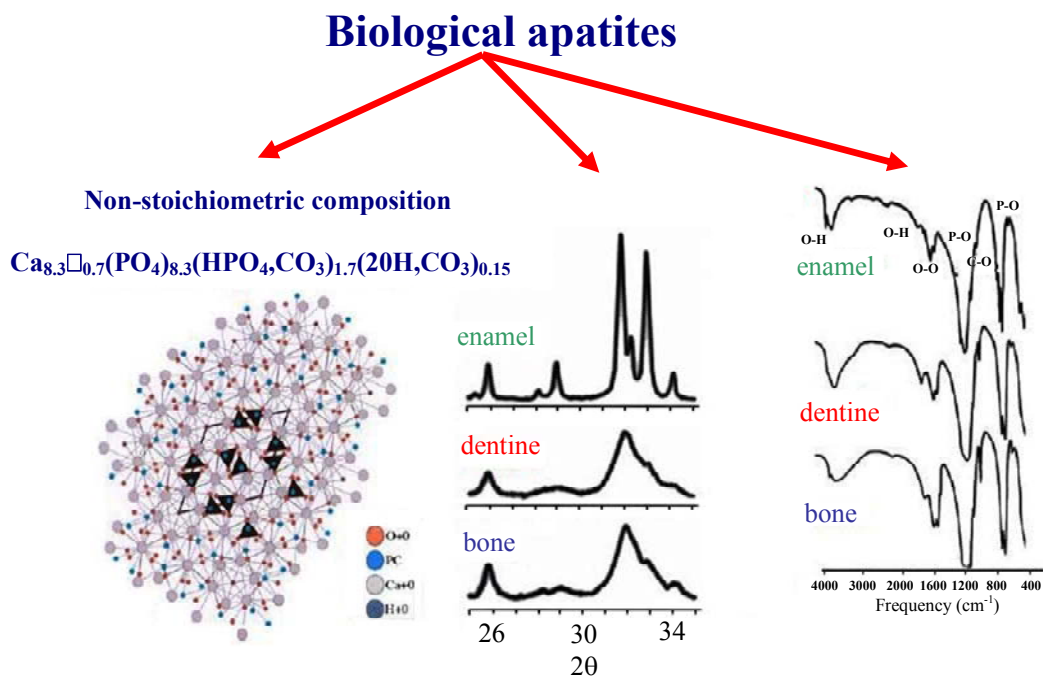 Biological apatites
Non-stoichiometric composition
Ca8.3□0.7(PO4)8.3(HPO4,CO3)1.7(20H,CO3)0.15
O+0
PC
Ca+0
H+0
enamel
dentine
bone
26 30 34
2θ
O-H
O-H
O-O
P-O
C-O
P-O
enamel
dentine
bone
4000 3000 2000 1600 1200 800 400
Frequency (cm-1)